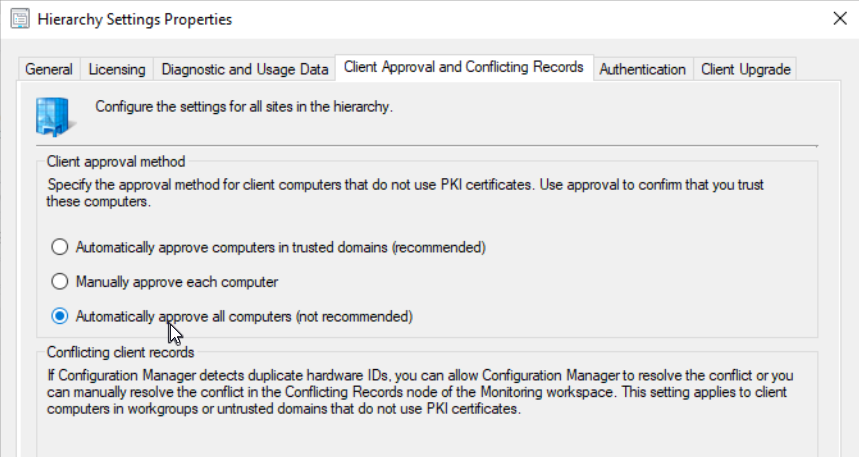 Hierarchy Settings Properties
General Licensing Diagnostic and Usage Data Client Approval and Conflicting Records Authentication Client Upgrade
Configure the settings for all sites in the hierarchy.
Client approval method
Specify the approval method for client computers that do not use PKI certificates. Use approval to confirm that you trust
these computers.
Automatically approve computers in trusted domains (recommended)
Manually approve each computer
Automatically approve all computers (not recommended)
Conflicting client records
If Configuration Manager detects duplicate hardware IDs, you can allow Configuration Manager to resolve the conflict or you
can manually resolve the conflict in the Conflicting Records node of the Monitoring workspace. This setting applies to client
computers in workgroups or untrusted domains that do not use PKI certificates.